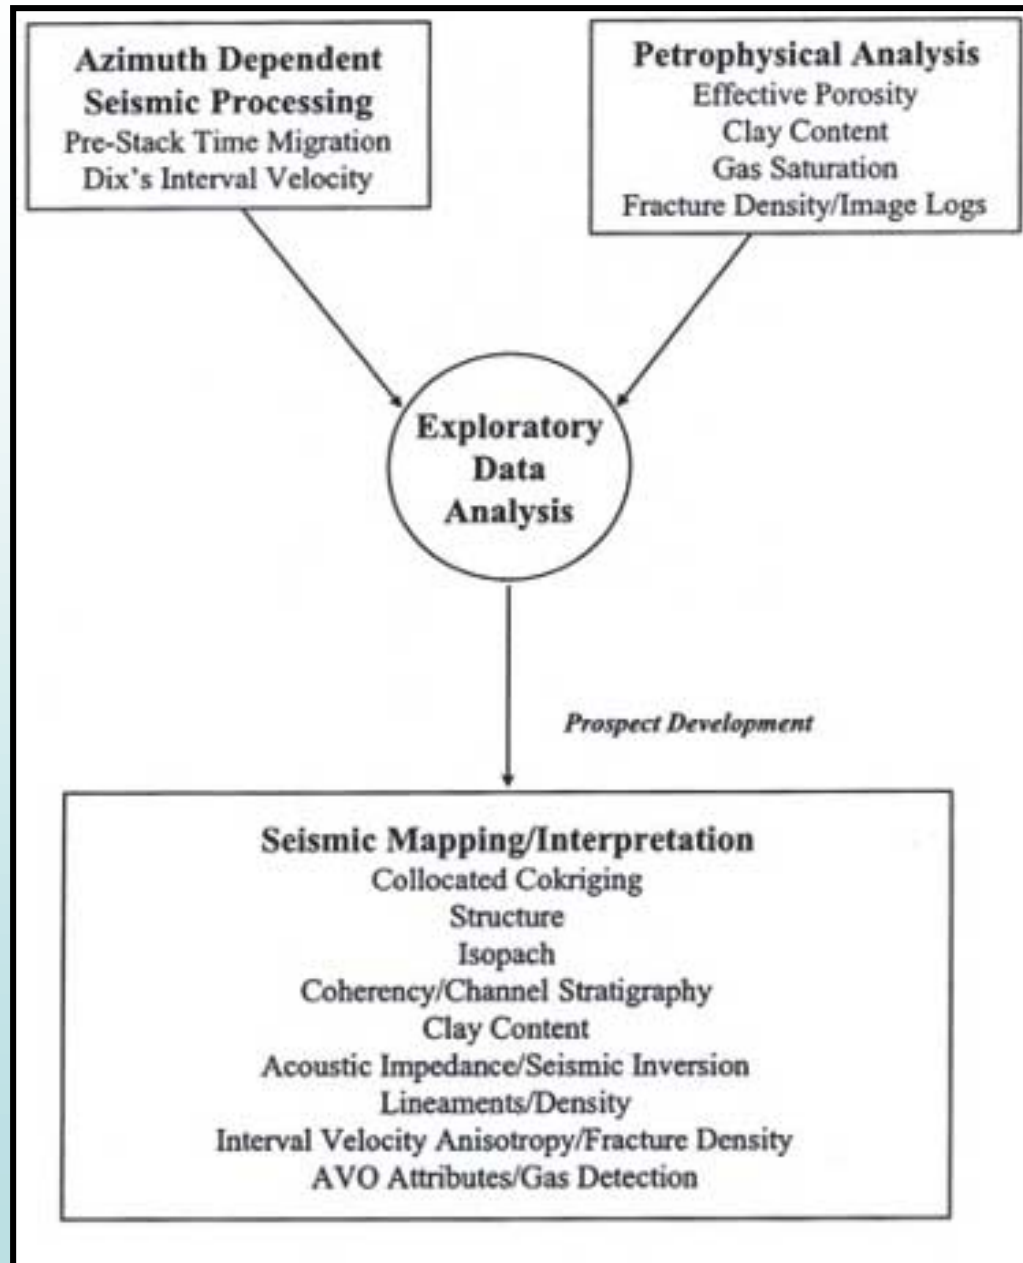 Azimuth Dependent
Seismic Processing
Pre-Stack Time Migration
Dix's Interval Velocity
Petrophysical Analysis
Effective Porosity
Clay Content
Gas Saturation
Fracture Density/Image Logs
Exploratory
Data
Analysis
Prospect Development
Seismic Mapping/Interpretation
Collocated Cokriging
Structure
Isopach
Coherency/Channel Stratigraphy
Clay Content
Acoustic Impedance/Seismic Inversion
Lineaments/Density
Interval Velocity Anisotropy/Fracture Density
AVO Attributes/Gas Detection